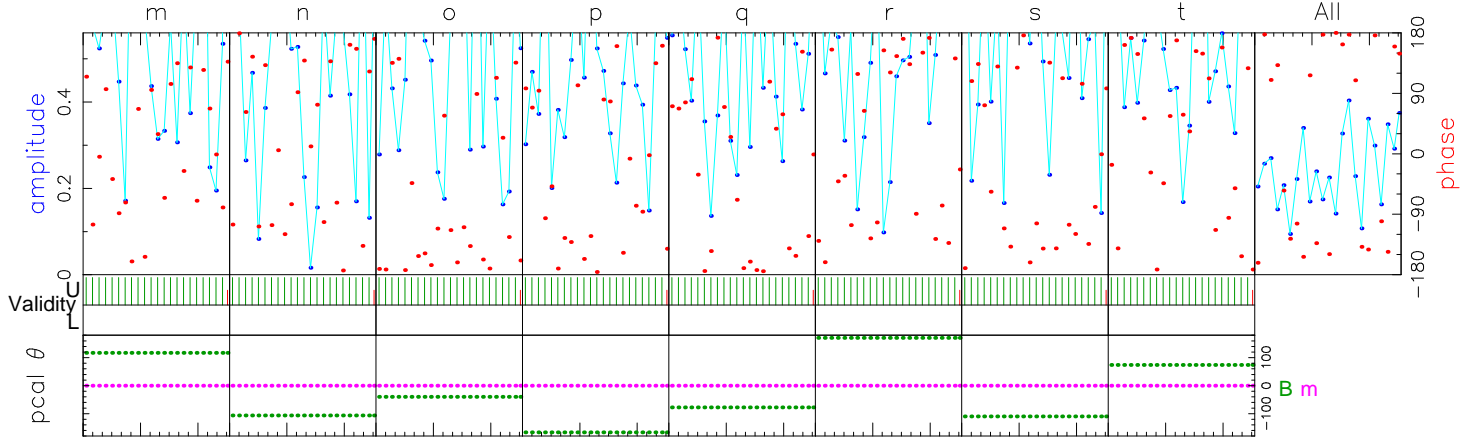 m n o p q r s t All
amplitude
0 0.2 0.4
phase
-180 -90 0 90 180
Validity
U
L
pcal θ
-100 0 100
B m